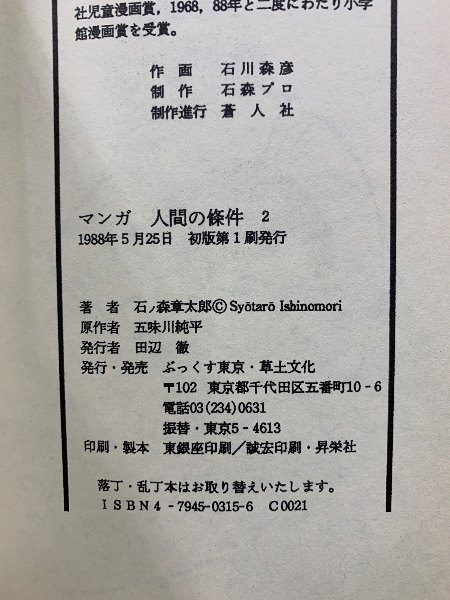 社児童漫画賞，1968，88年と二度にわたり小学
館漫画賞を受賞。
作画 石川森彦
制作 石森プロ
制作進行 蒼人社
マンガ 人間の條件 2
1988年5月25日 初版第1刷発行
著者 石ノ森章太郎© Syōtarō Ishinomori
原作者 五味川純平
発行者 田辺徹
発行・発売 ぶっくす東京・草土文化
〒102 東京都千代田区五番町10-6
電話03(234)0631
振替・東京5-4613
印刷・製本 東銀座印刷／誠宏印刷・昇栄社
落丁・乱丁本はお取り替えいたします。
ISBN4-7945-0315-6 C0021